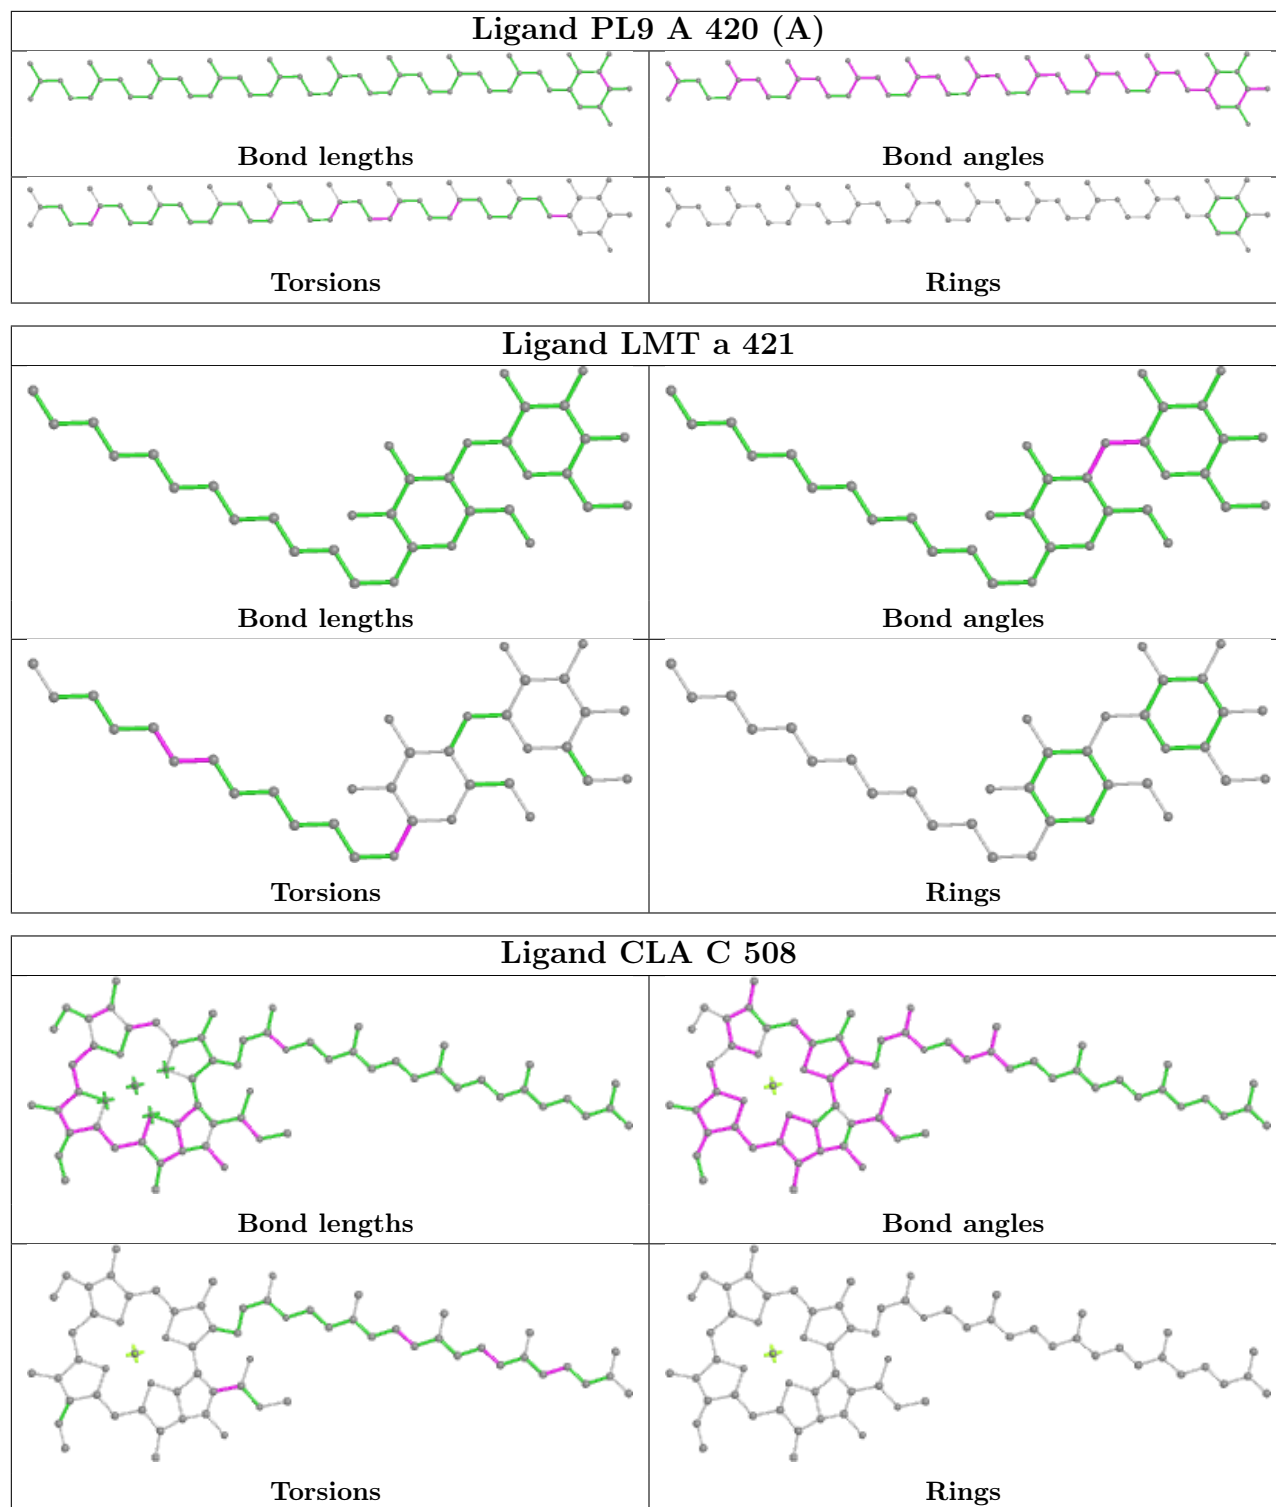 Ligand PL9 A 420 (A)
Bond lengths
Bond angles
Torsions
Rings
Ligand LMT a 421
Bond lengths
Bond angles
Torsions
Rings
Ligand CLA C 508
Bond lengths
Bond angles
Torsions
Rings